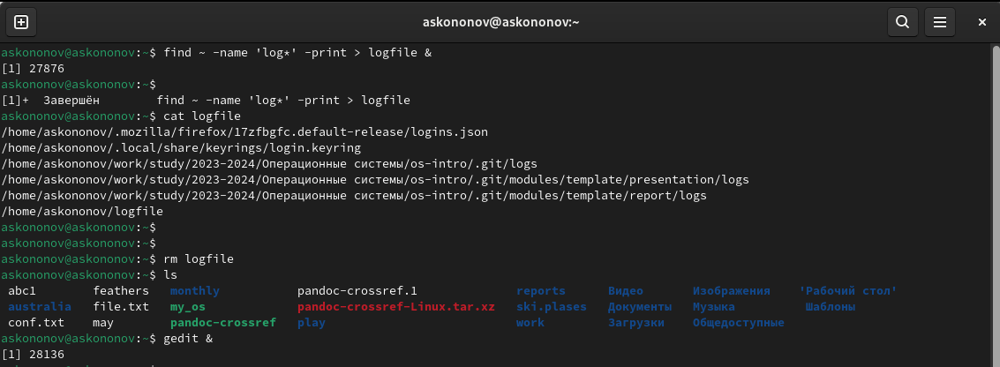 askononov@askononov:~
askononov@askononov:~$ find ~ -name 'log*' -print > logfile &
[1] 27876
askononov@askononov:~$
[1]+  Завершён        find ~ -name 'log*' -print > logfile
askononov@askononov:~$ cat logfile
/home/askononov/.mozilla/firefox/17zfbgfc.default-release/logins.json
/home/askononov/.local/share/keyrings/login.keyring
/home/askononov/work/study/2023-2024/Операционные системы/os-intro/.git/logs
/home/askononov/work/study/2023-2024/Операционные системы/os-intro/.git/modules/template/presentation/logs
/home/askononov/work/study/2023-2024/Операционные системы/os-intro/.git/modules/template/report/logs
/home/askononov/logfile
askononov@askononov:~$
askononov@askononov:~$
askononov@askononov:~$ rm logfile
askononov@askononov:~$ ls
abc1 feathers monthly pandoc-crossref.1 reports Видео Изображения 'Рабочий стол'
australia file.txt my_os pandoc-crossref-Linux.tar.xz ski.plases Документы Музыка Шаблоны
conf.txt may pandoc-crossref play work Загрузки Общедоступные
askononov@askononov:~$ gedit &
[1] 28136